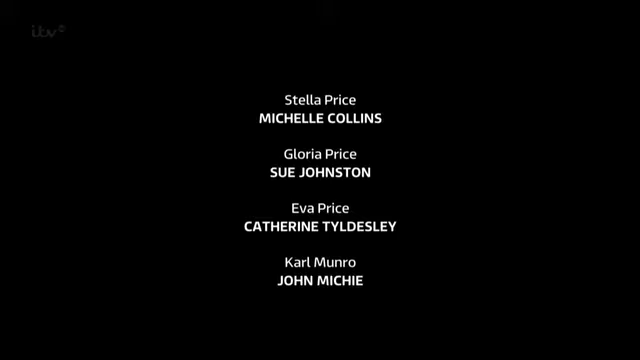 itv
Stella Price
MICHELLE COLLINS
Gloria Price
SUE JOHNSTON
Eva Price
CATHERINE TYLDESLEY
Karl Munro
JOHN MICHIE